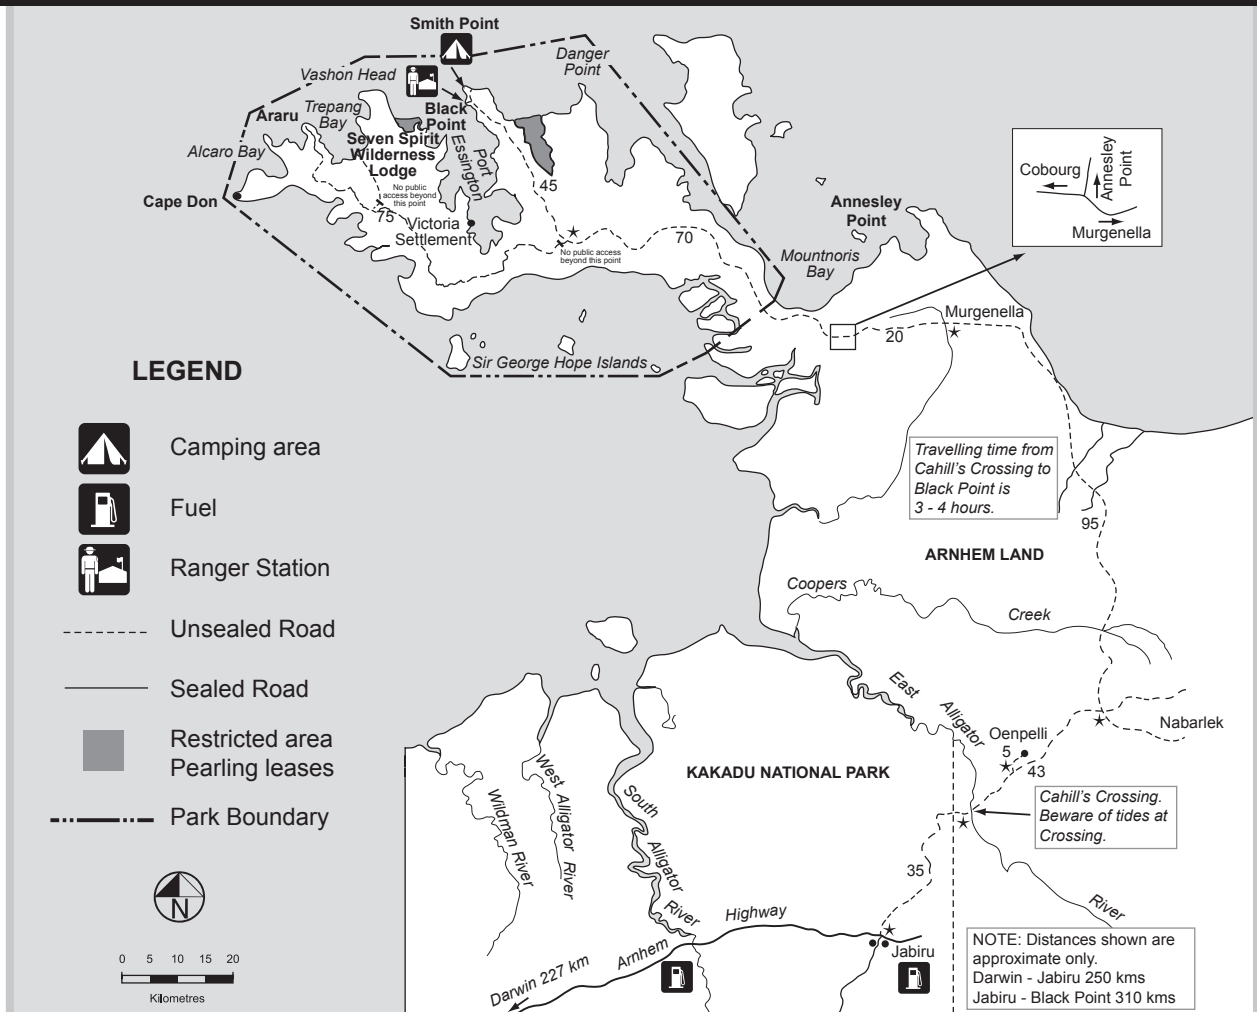 Smith Point
Danger
Point
Vashon Head
Trepang
Bay
Araru
Black
Point
Seven Spirit
Wilderness
Lodge
Port
Essington
Alcaro Bay
No public
access beyond
this point
45
Cape Don
75
Victoria
Settlement
No public access
beyond this point
70
Mountnoris
Bay
Annesley
Point
Cobourg
Annesley
Point
Murgenella
Murgenella
20
Sir George Hope Islands
LEGEND
Camping area
Fuel
Ranger Station
Unsealed Road
Sealed Road
Restricted area
Pearling leases
Park Boundary
N
0 5 10 15 20
Kilometres
Travelling time from
Cahill's Crossing to
Black Point is
3 - 4 hours.
95
ARNHEM LAND
Coopers
Creek
East
Alligator
River
Nabarlek
Oenpelli
5
43
KAKADU NATIONAL PARK
Cahill's Crossing.
Beware of tides at
Crossing.
Wildman River
West Alligator River
South
Alligator
River
35
Arnhem
Highway
Darwin 227 km
Jabiru
NOTE: Distances shown are
approximate only.
Darwin - Jabiru 250 kms
Jabiru - Black Point 310 kms